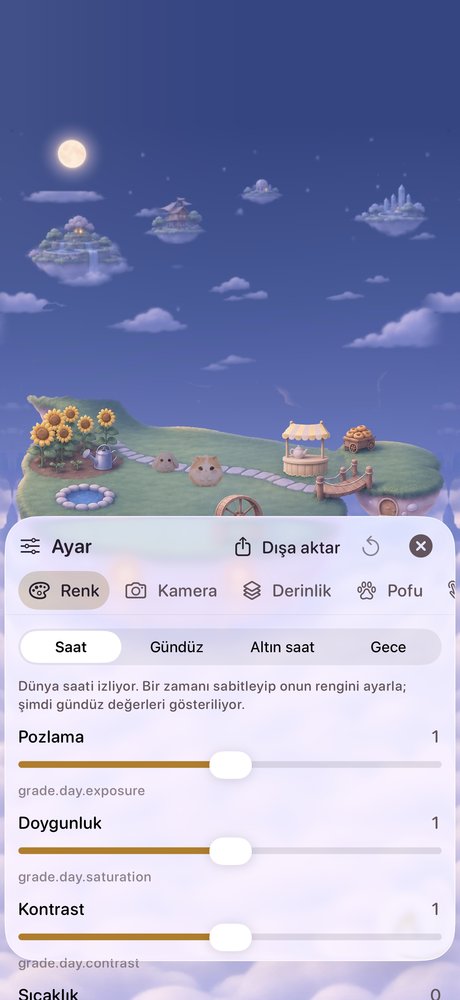 Ayar
Dışa aktar
Renk
Kamera
Derinlik
Pofu
Saat
Gündüz
Altın saat
Gece
Dünya saati izliyor. Bir zamanı sabitleyip onun rengini ayarla;
şimdi gündüz değerleri gösteriliyor.
Pozlama
1
grade.day.exposure
Doygunluk
1
grade.day.saturation
Kontrast
1
grade.day.contrast
Sıcaklık
0